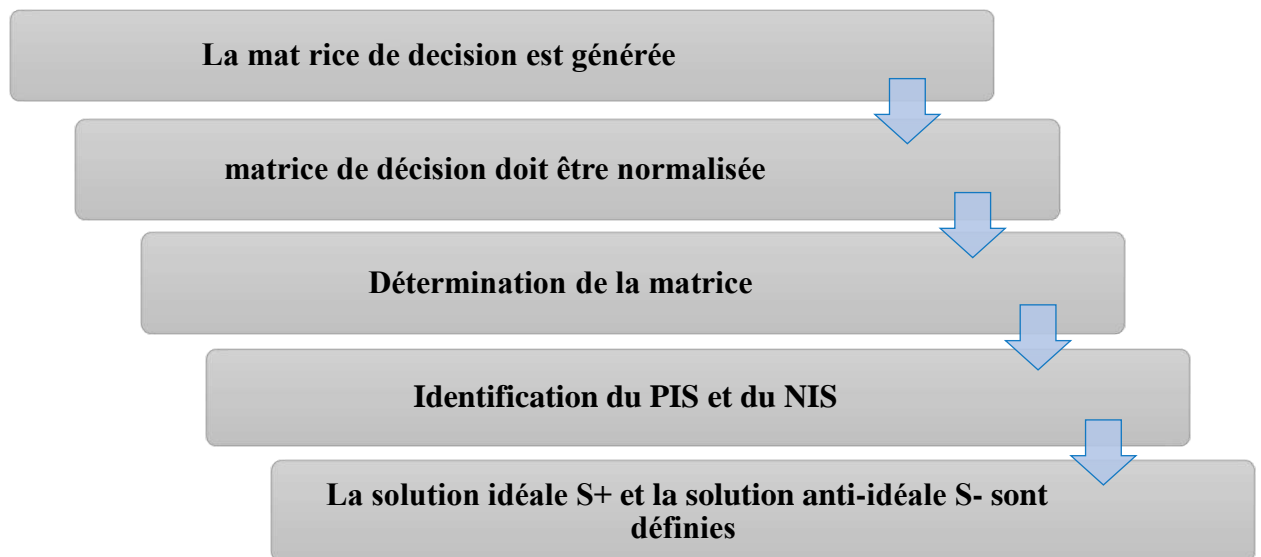 La mat rice de decision est générée
matrice de décision doit être normalisée
Détermination de la matrice
Identification du PIS et du NIS
La solution idéale S+ et la solution anti-idéale S- sont
définies